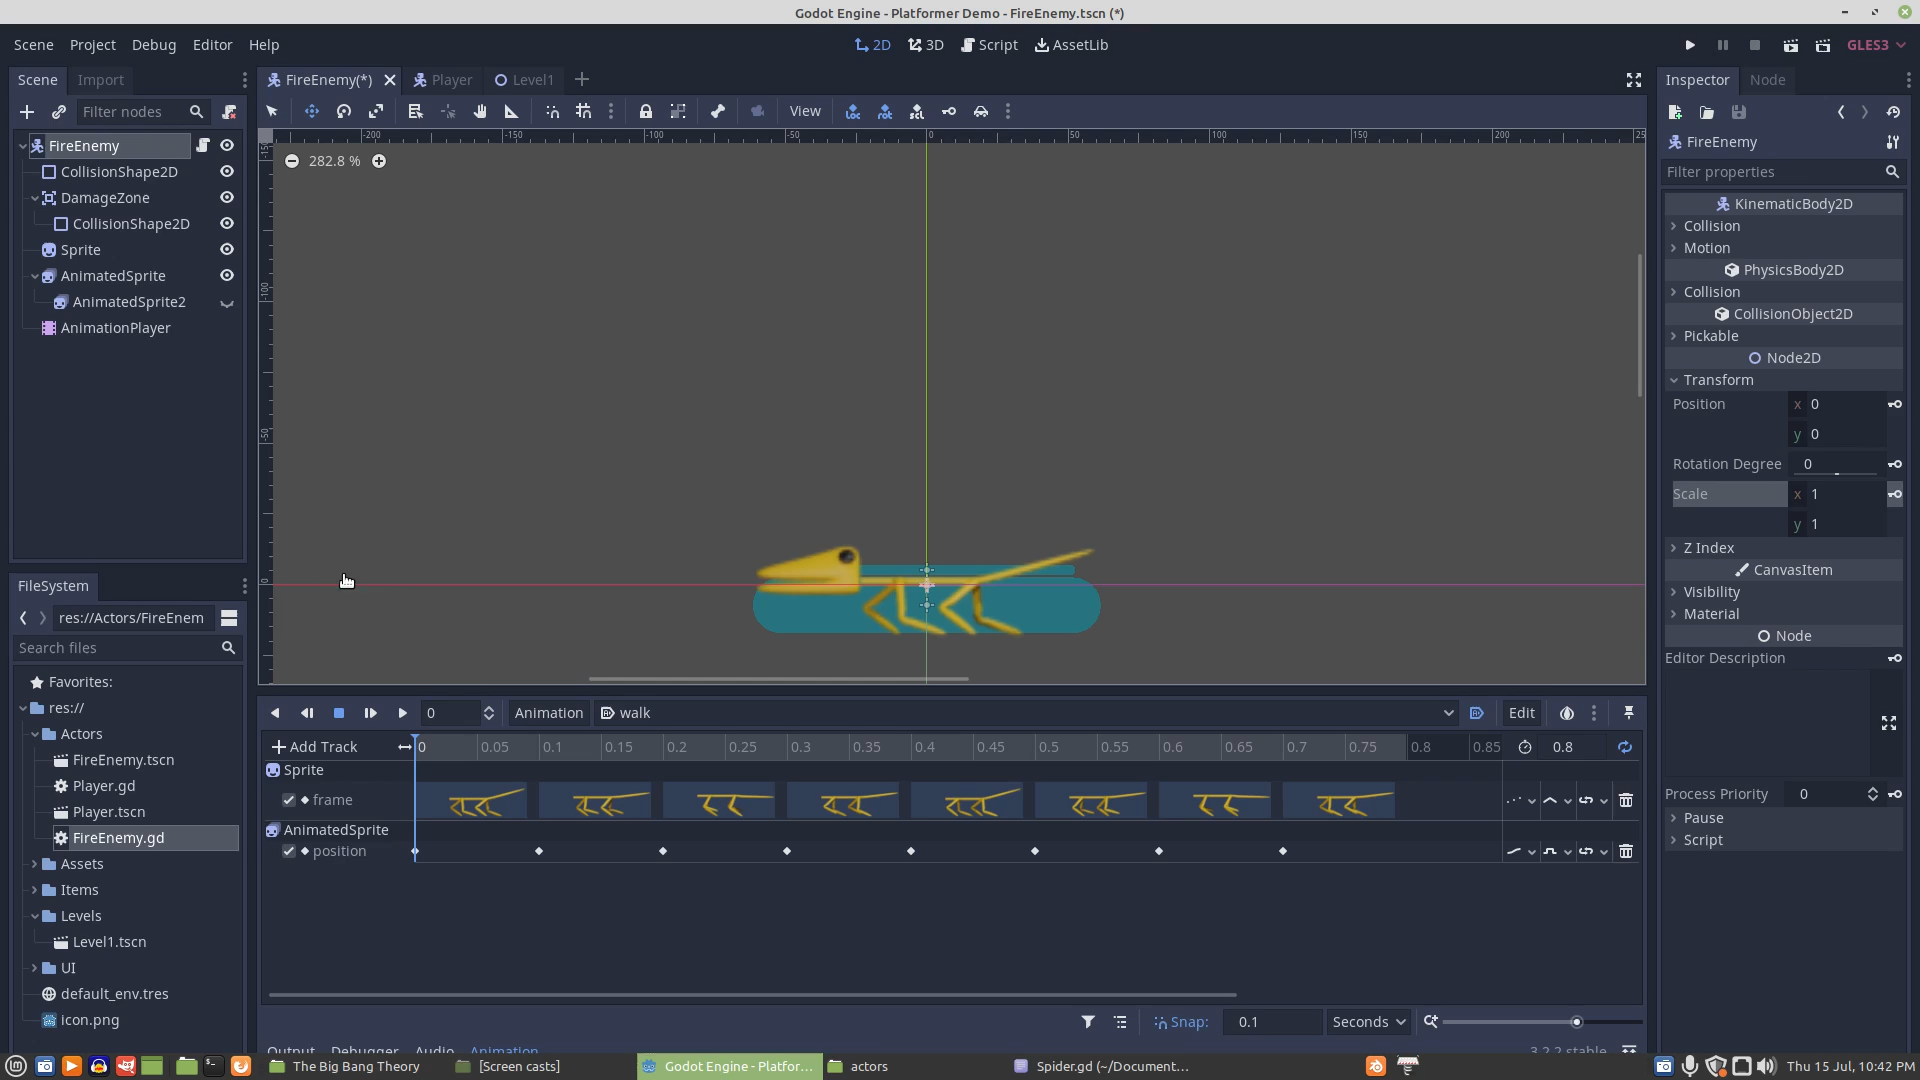 Godot Engine - Platformer Demo - FireEnemy.tscn (*)
Scene Project Debug Editor Help
2D 3D Script AssetLib
GLES3
Scene Import
FireEnemy(*) Player Level1
Inspector Node
Filter nodes
View
FireEnemy
CollisionShape2D
DamageZone
CollisionShape2D
Sprite
AnimatedSprite
AnimatedSprite2
AnimationPlayer
-200 -150 -100 -50 0 50 100 150 200 25
-100
-50
0
282.8 %
FireEnemy
Filter properties
KinematicBody2D
Collision
Motion
PhysicsBody2D
Collision
CollisionObject2D
Pickable
Node2D
Transform
Position x 0
y 0
Rotation Degree 0
Scale x 1
y 1
Z Index
CanvasItem
Visibility
Material
Node
Editor Description
Process Priority 0
Pause
Script
FileSystem
res://Actors/FireEnem
Search files
Favorites:
res://
Actors
FireEnemy.tscn
Player.gd
Player.tscn
FireEnemy.gd
Assets
Items
Levels
Level1.tscn
UI
default_env.tres
icon.png
0 Animation walk Edit
Add Track 0 0.05 0.1 0.15 0.2 0.25 0.3 0.35 0.4 0.45 0.5 0.55 0.6 0.65 0.7 0.75 0.8 0.85 0.8
Sprite
frame
AnimatedSprite
position
Snap: 0.1 Seconds
Output Debugger Audio Animation 3.2.2.stable
The Big Bang Theory [Screen casts] Godot Engine - Platfor... actors Spider.gd (~/Document... Thu 15 Jul, 10:42 PM